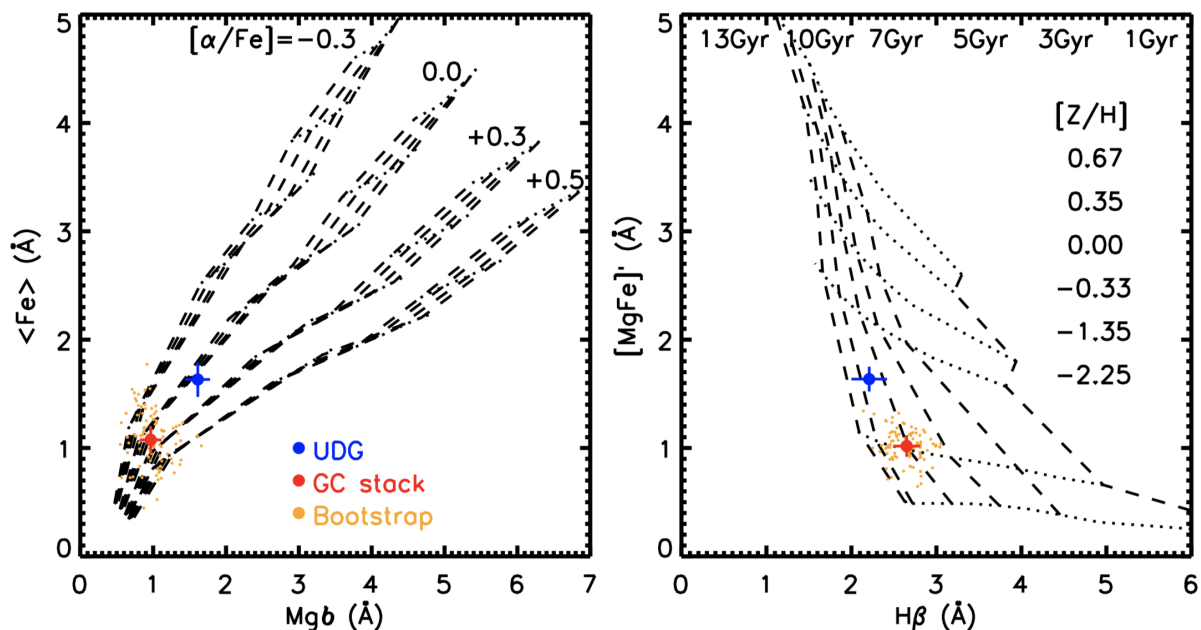 [α/Fe]=−0.3
0.0
+0.3
+0.5
UDG
GC stack
Bootstrap
<Fe> (Å)
5
4
3
2
1
0
0 1 2 3 4 5 6 7
Mgb (Å)
13Gyr 10Gyr 7Gyr 5Gyr 3Gyr 1Gyr
[Z/H]
0.67
0.35
0.00
−0.33
−1.35
−2.25
[MgFe]' (Å)
5
4
3
2
1
0
0 1 2 3 4 5 6
Hβ (Å)